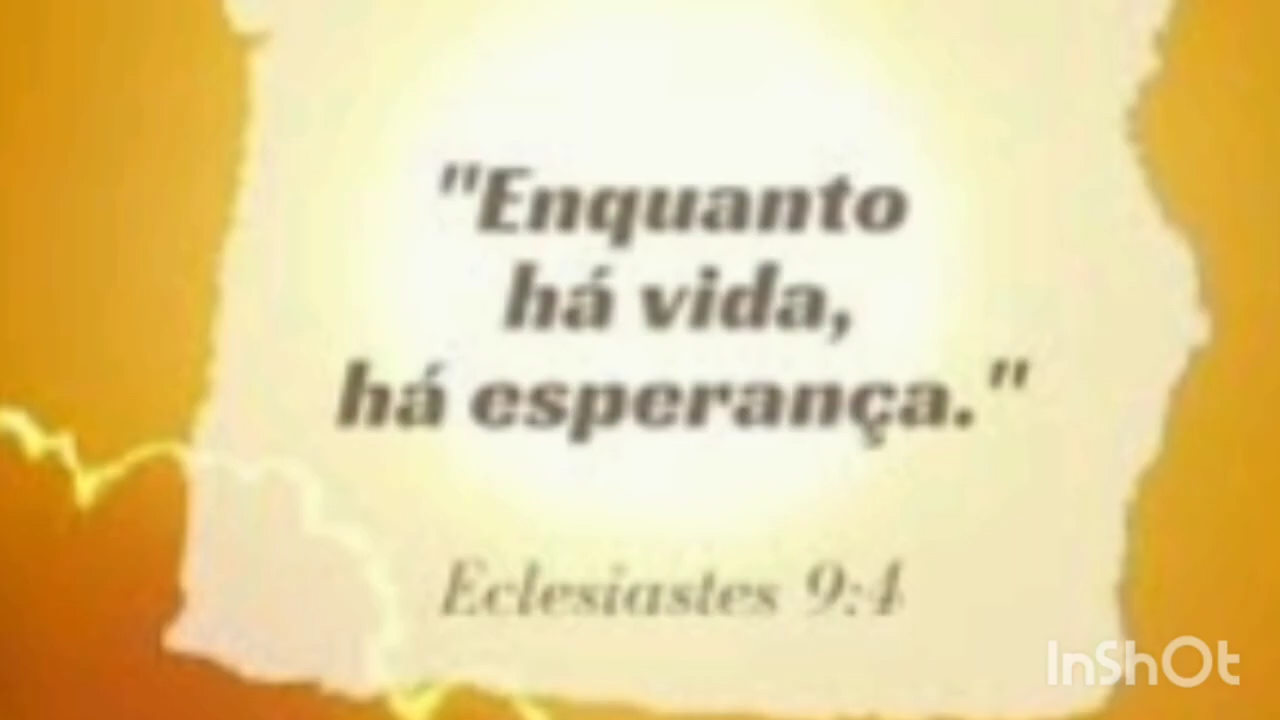 "Enquanto
há vida,
há esperança."
Eclesiastes 9:4
InShOt